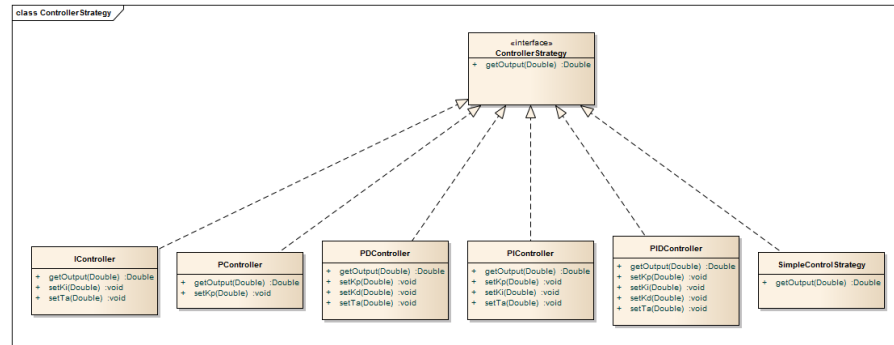 class ControllerStrategy
«interface»
ControllerStrategy
+ getOutput(Double) :Double
IController
+ getOutput(Double) :Double
+ setKi(Double) :void
+ setTa(Double) :void
PController
+ getOutput(Double) :Double
+ setKp(Double) :void
PDController
+ getOutput(Double) :Double
+ setKp(Double) :void
+ setKd(Double) :void
+ setTa(Double) :void
PIController
+ getOutput(Double) :Double
+ setKp(Double) :void
+ setKi(Double) :void
+ setTa(Double) :void
PIDController
+ getOutput(Double) :Double
+ setKp(Double) :void
+ setKi(Double) :void
+ setKd(Double) :void
+ setTa(Double) :void
SimpleControlStrategy
+ getOutput(Double) :Double